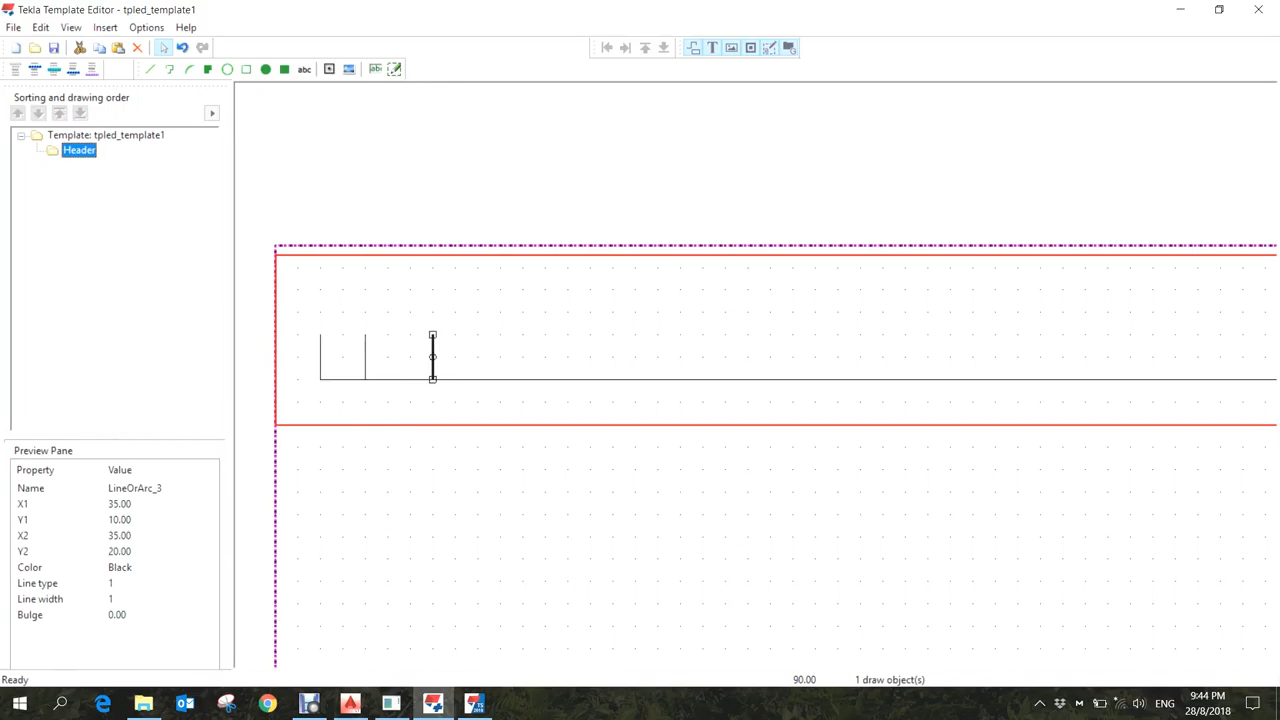 Tekla Template Editor - tpled_template1
File Edit View Insert Options Help
abc
Sorting and drawing order
Template: tpled_template1
Header
Preview Pane
Property Value
Name LineOrArc_3
X1 35.00
Y1 10.00
X2 35.00
Y2 20.00
Color Black
Line type 1
Line width 1
Bulge 0.00
Ready 90.00 1 draw object(s)
ENG 9:44 PM
28/8/2018